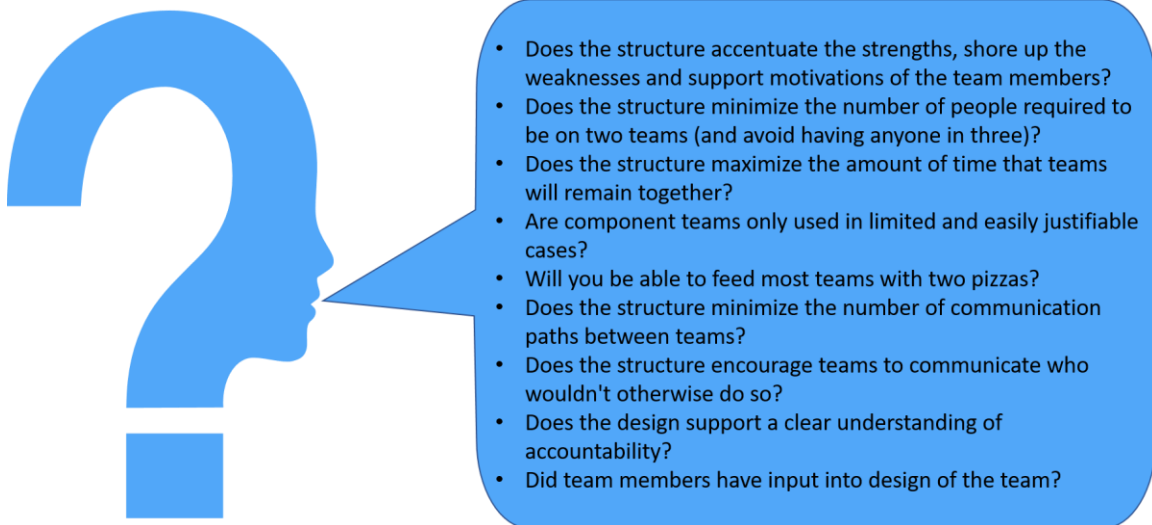 • Does the structure accentuate the strengths, shore up the
weaknesses and support motivations of the team members?
• Does the structure minimize the number of people required to
be on two teams (and avoid having anyone in three)?
• Does the structure maximize the amount of time that teams
will remain together?
• Are component teams only used in limited and easily justifiable
cases?
• Will you be able to feed most teams with two pizzas?
• Does the structure minimize the number of communication
paths between teams?
• Does the structure encourage teams to communicate who
wouldn't otherwise do so?
• Does the design support a clear understanding of
accountability?
• Did team members have input into design of the team?